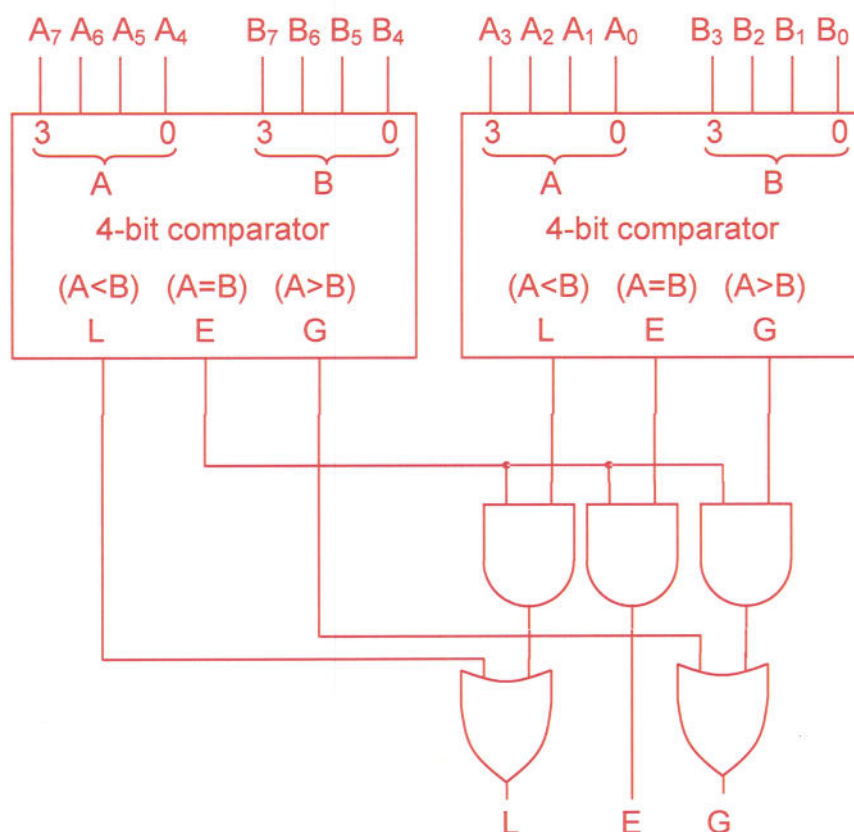 A₇ A₆ A₅ A₄ B₇ B₆ B₅ B₄ A₃ A₂ A₁ A₀ B₃ B₂ B₁ B₀
3 0 3 0 3 0 3 0
A B A B
4-bit comparator 4-bit comparator
(A<B) (A=B) (A>B) (A<B) (A=B) (A>B)
L E G L E G
L E G